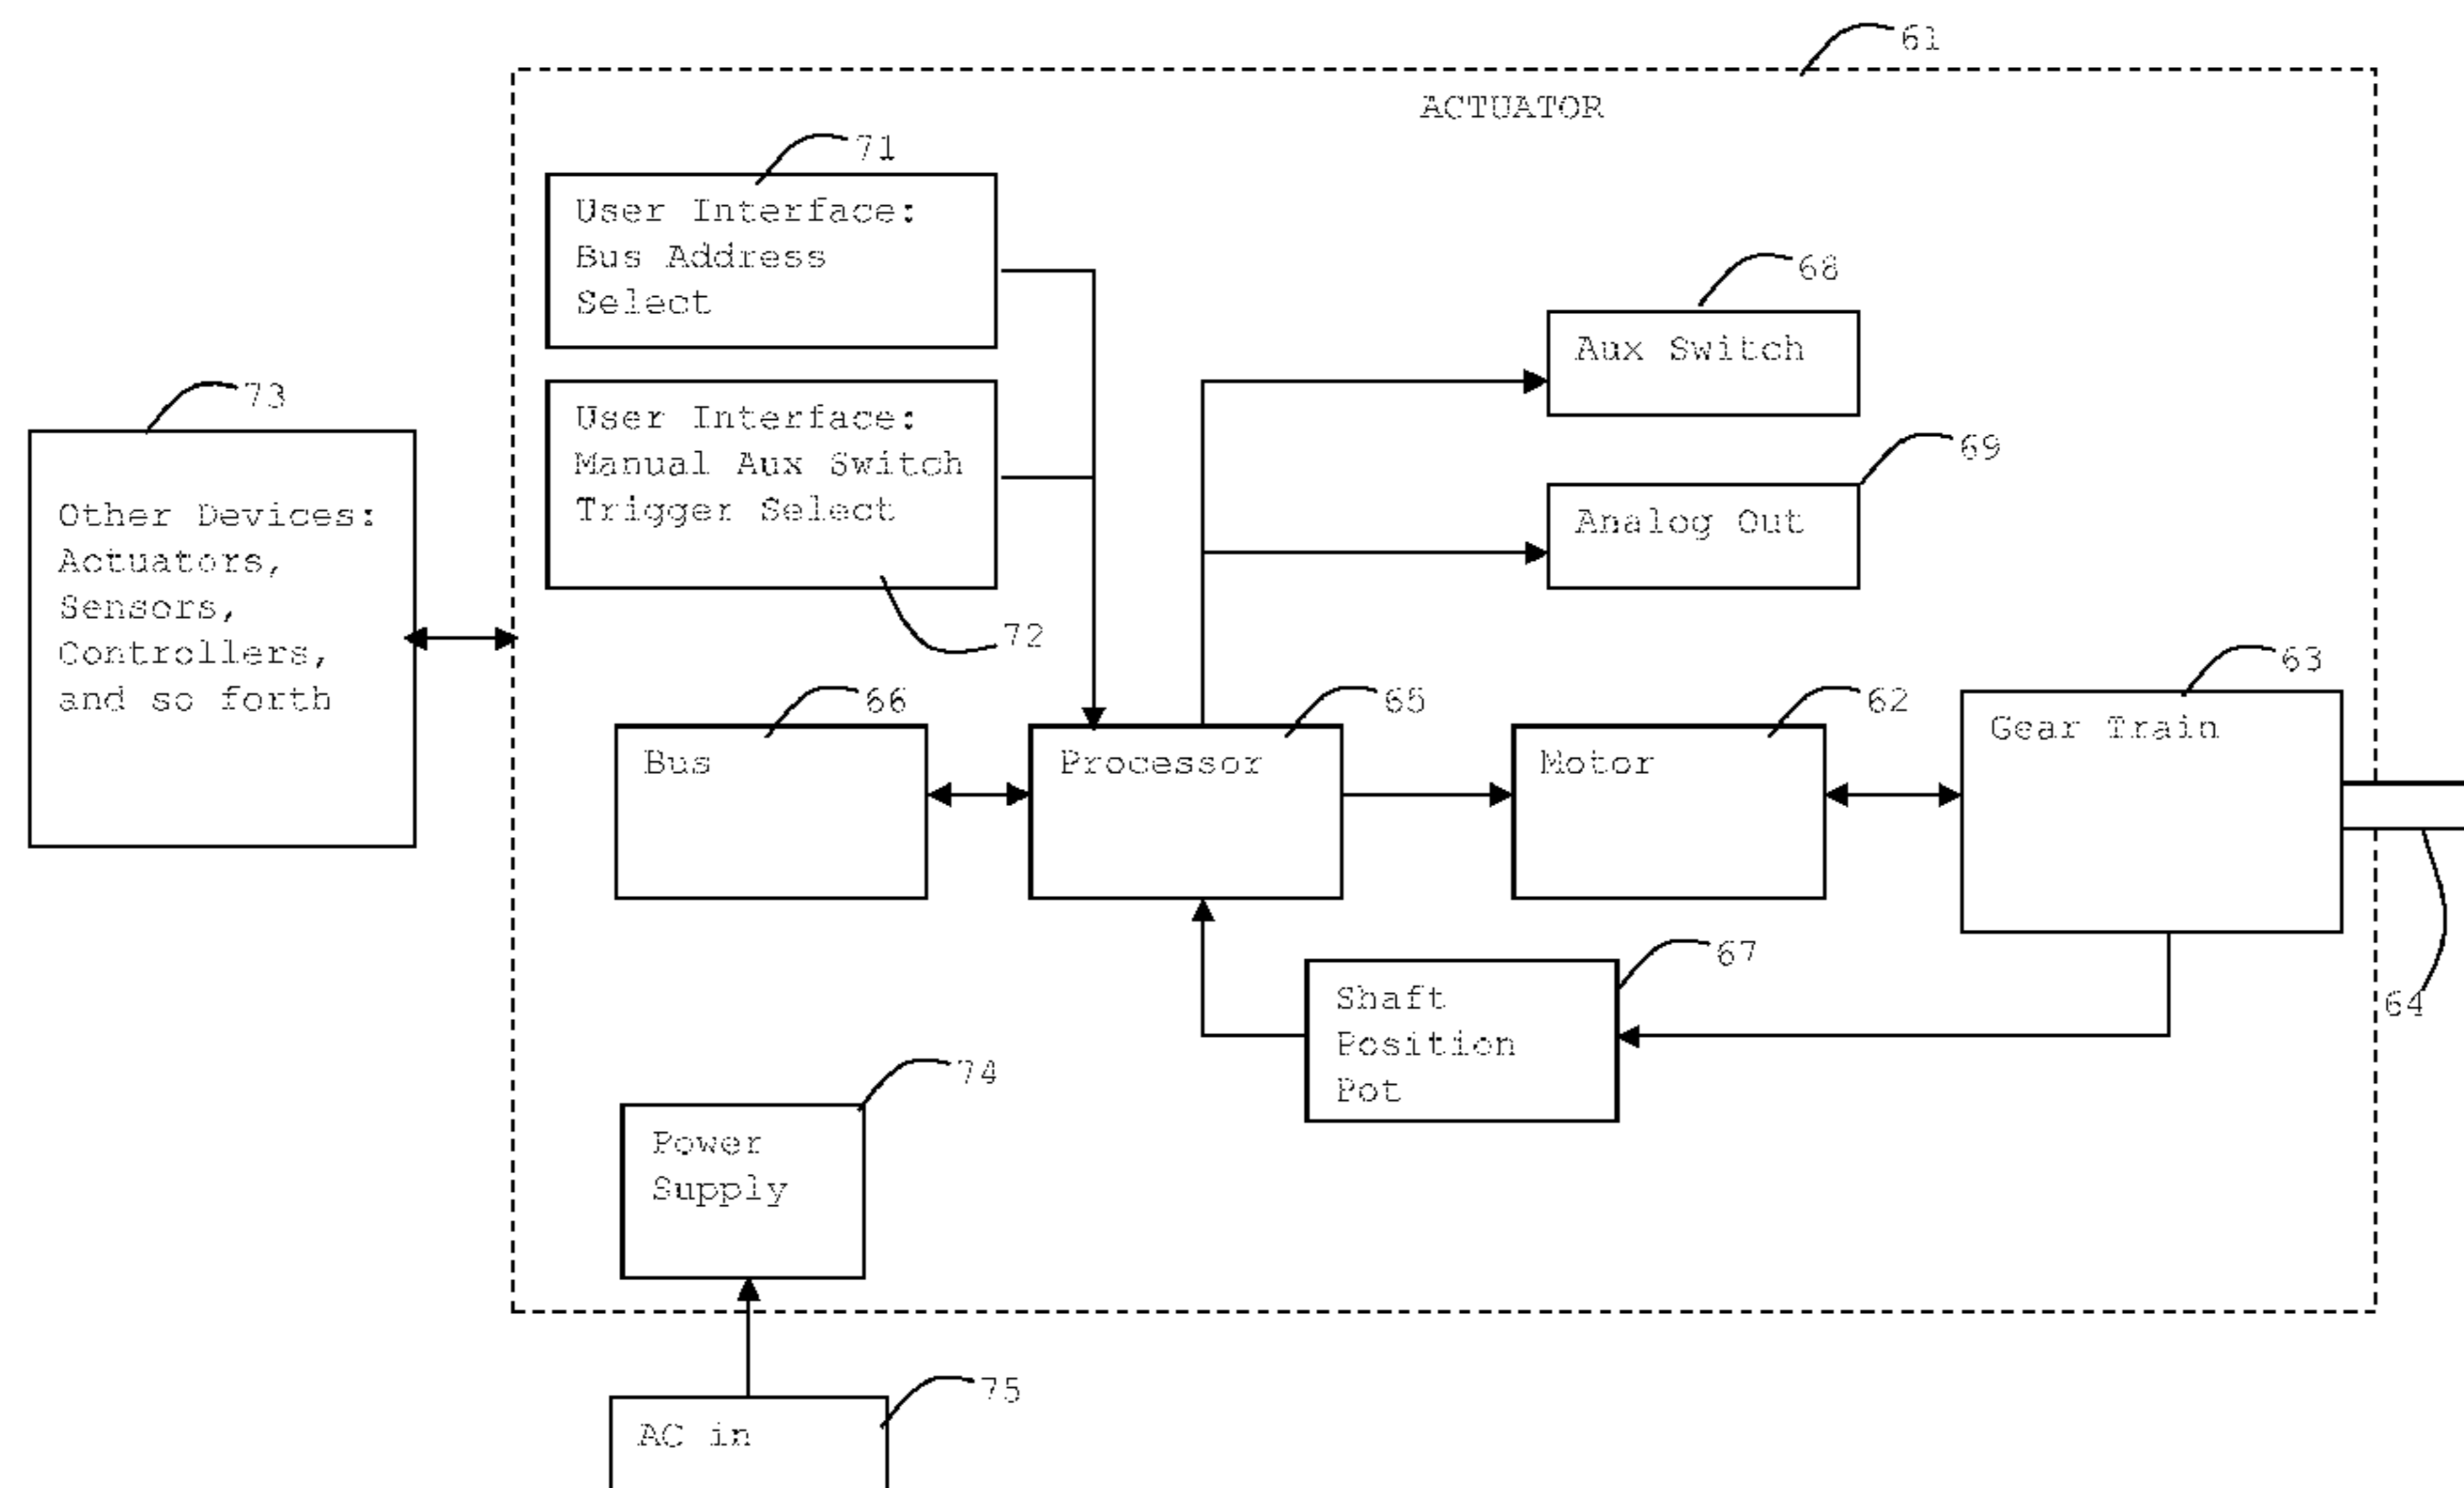 61
ACTUATOR
71
User Interface:
Bus Address
Select
68
Aux Switch
73
User Interface:
Manual Aux Switch
Trigger Select
69
Analog Out
Other Devices:
Actuators,
Sensors,
Controllers,
and so forth
72
66
Bus
65
Processor
62
Motor
63
Gear Train
67
Shaft
Position
Pot
64
74
Power
Supply
75
AC in